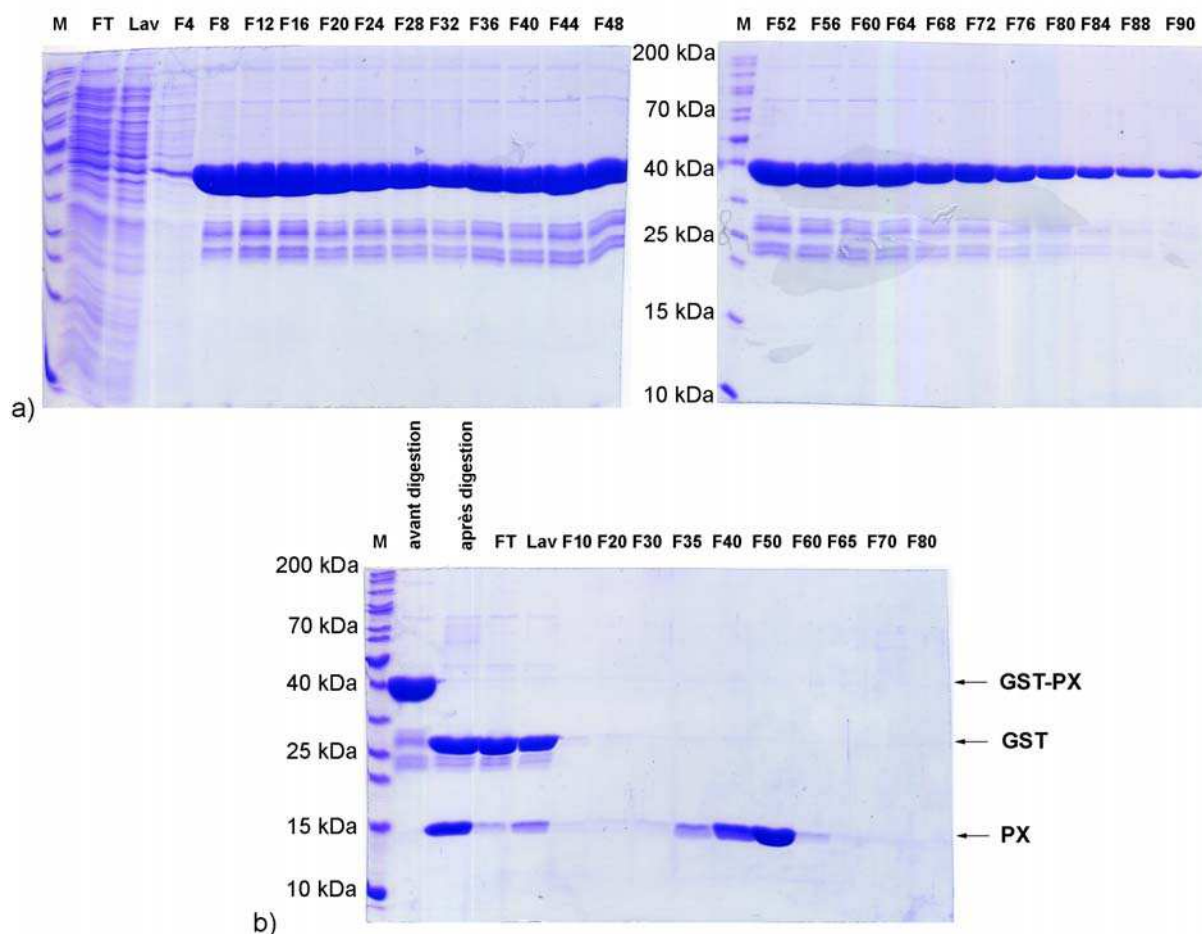 M FT Lav F4 F8 F12 F16 F20 F24 F28 F32 F36 F40 F44 F48
M F52 F56 F60 F64 F68 F72 F76 F80 F84 F88 F90
200 kDa
70 kDa
40 kDa
25 kDa
15 kDa
10 kDa
a)
M avant digestion après digestion FT Lav F10 F20 F30 F35 F40 F50 F60 F65 F70 F80
200 kDa
70 kDa
40 kDa
GST-PX
25 kDa
GST
15 kDa
PX
10 kDa
b)